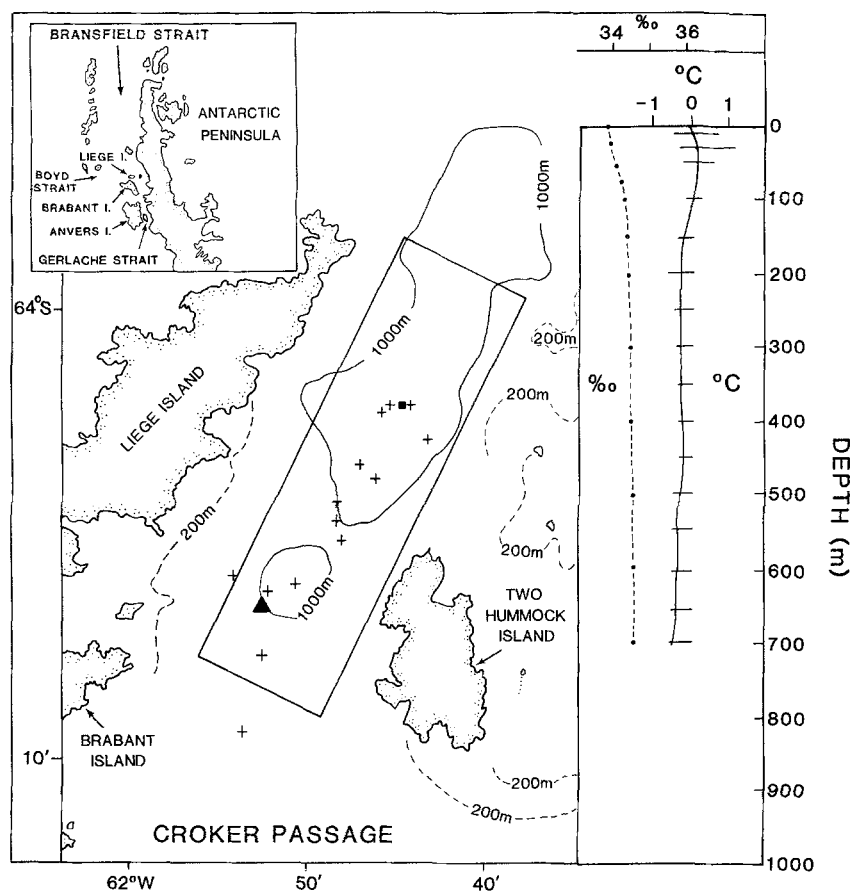 BRANSFIELD STRAIT
ANTARCTIC
PENINSULA
LIEGE I.
BOYD
STRAIT
BRABANT I.
ANVERS I.
GERLACHE STRAIT
64°S
10'
62°W
50'
40'
LIEGE ISLAND
BRABANT
ISLAND
TWO
HUMMOCK
ISLAND
CROKER PASSAGE
1000m
1000m
1000m
200m
200m
200m
200m
200m
200m
‰
34 36
°C
-1 0 1
‰
°C
0
100
200
300
400
500
600
700
800
900
1000
DEPTH (m)